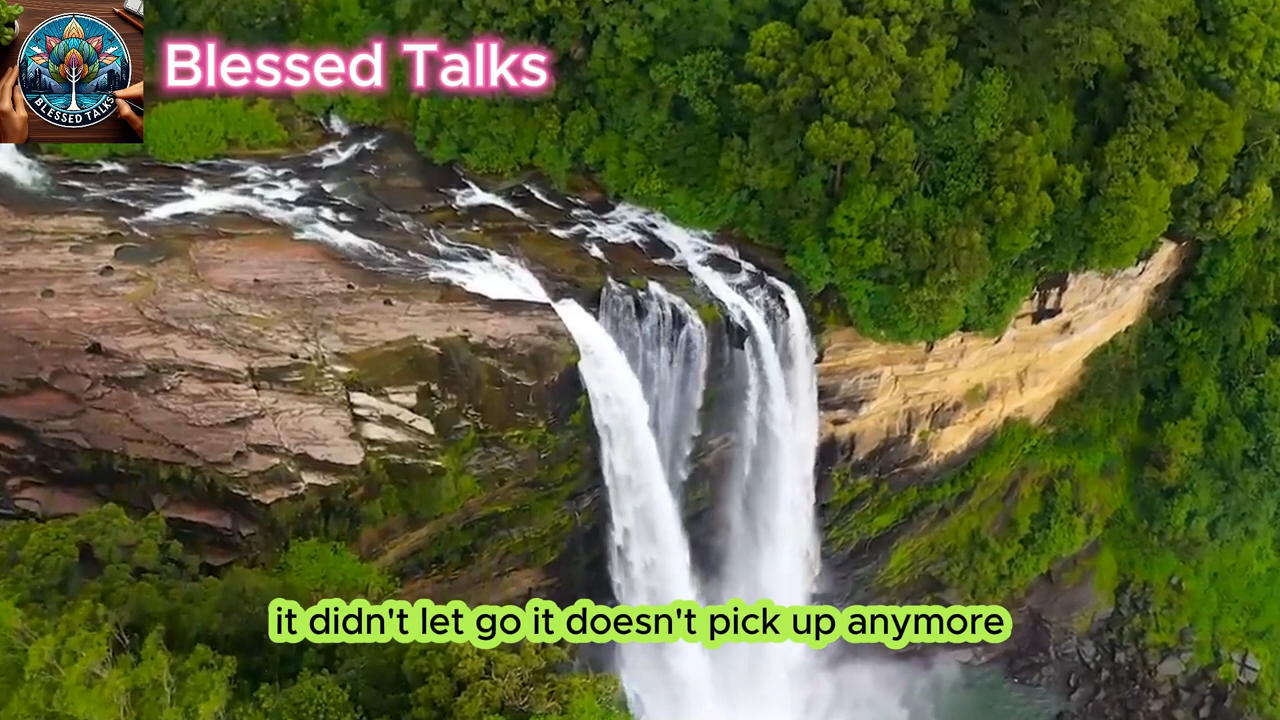 Blessed Talks
BLESSED TALKS
it didn't let go it doesn't pick up anymore